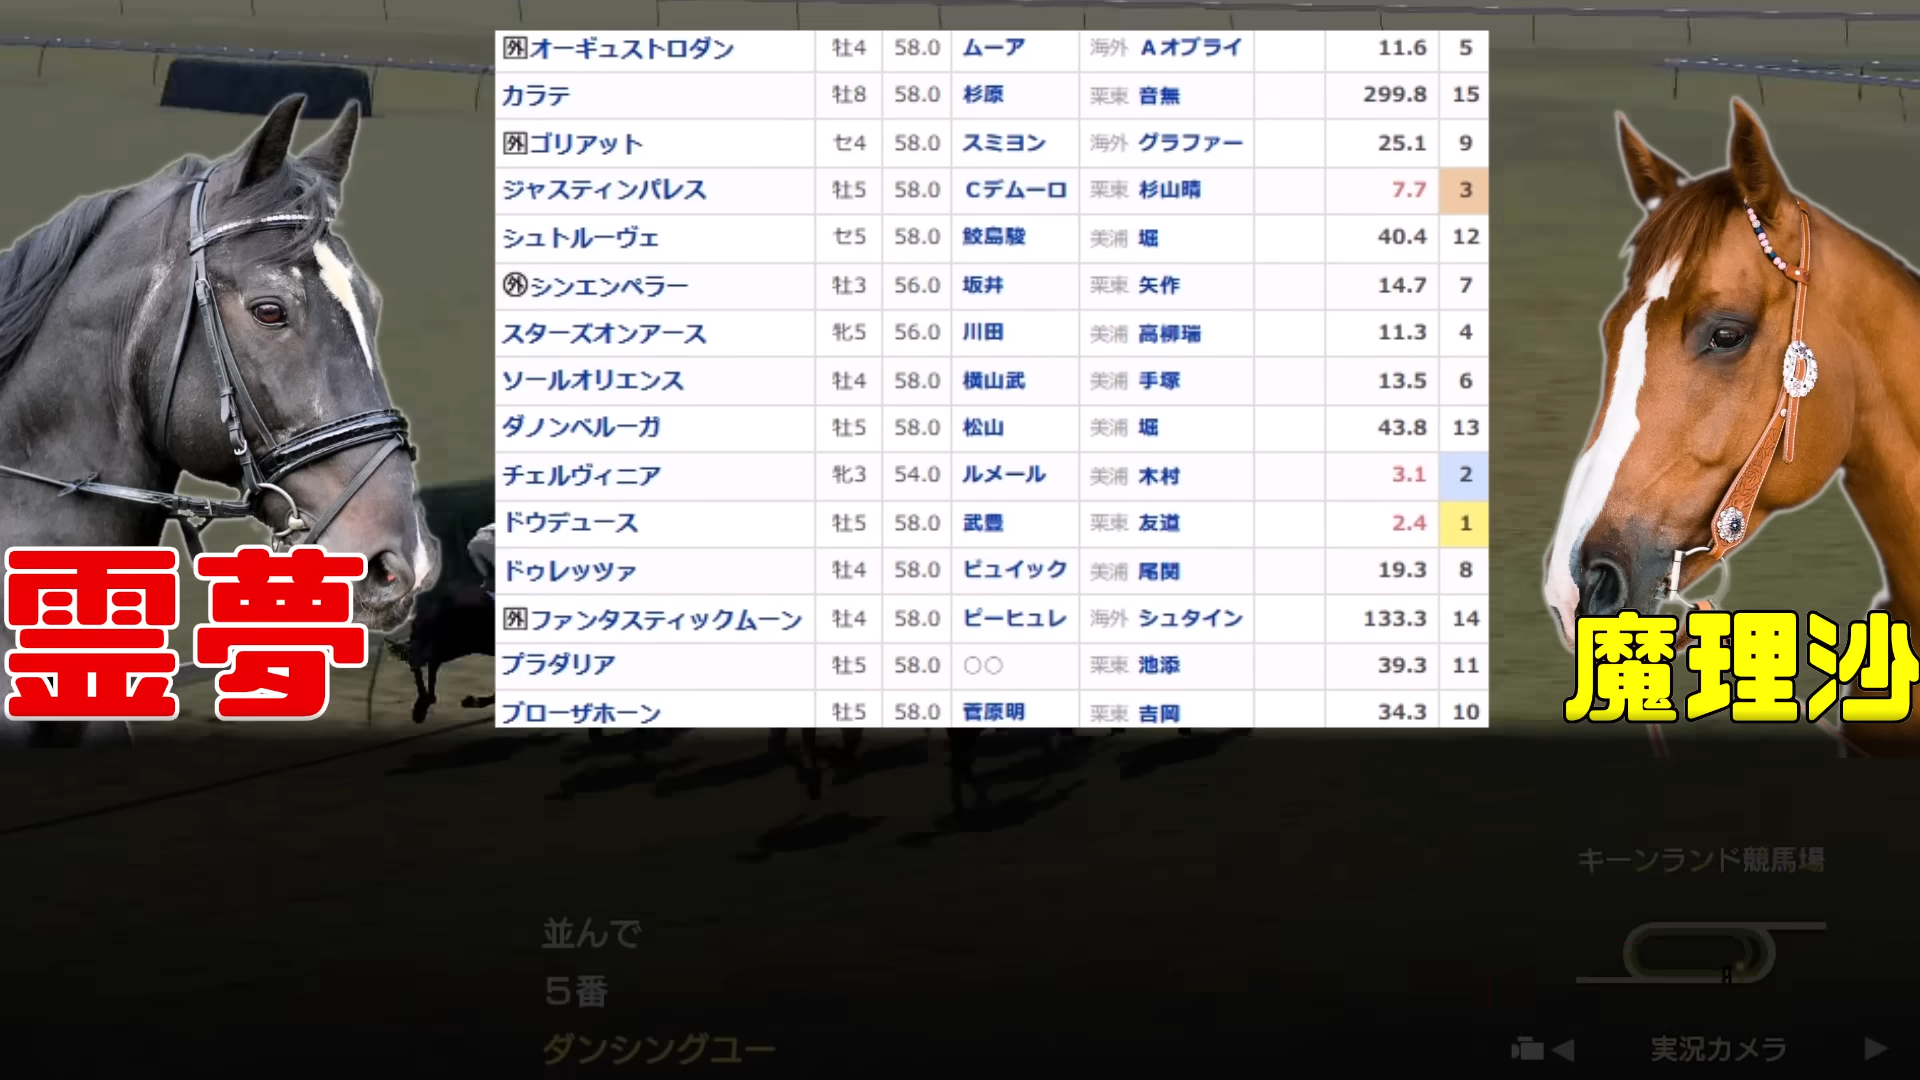 外オーギュストロダン 牡4 58.0 ムーア 海外 Aオブライ 11.6 5
カラテ 牡8 58.0 杉原 栗東 音無 299.8 15
外ゴリアット セ4 58.0 スミヨン 海外 グラファー 25.1 9
ジャスティンパレス 牡5 58.0 Cデムーロ 栗東 杉山晴 7.7 3
シュトルーヴェ セ5 58.0 鮫島駿 美浦 堀 40.4 12
外シンエンペラー 牡3 56.0 坂井 栗東 矢作 14.7 7
スターズオンアース 牝5 56.0 川田 美浦 高柳瑞 11.3 4
ソールオリエンス 牡4 58.0 横山武 美浦 手塚 13.5 6
ダノンベルーガ 牡5 58.0 松山 美浦 堀 43.8 13
チェルヴィニア 牝3 54.0 ルメール 美浦 木村 3.1 2
ドウデュース 牡5 58.0 武豊 栗東 友道 2.4 1
ドゥレッツァ 牡4 58.0 ビュイック 美浦 尾関 19.3 8
外ファンタスティックムーン 牡4 58.0 ピーヒュレ 海外 シュタイン 133.3 14
プラダリア 牡5 58.0 ○○ 栗東 池添 39.3 11
ブローザホーン 牡5 58.0 菅原明 栗東 吉岡 34.3 10
霊夢
魔理沙
キーンランド競馬場
並んで
5番
ダンシングユー
実況カメラ